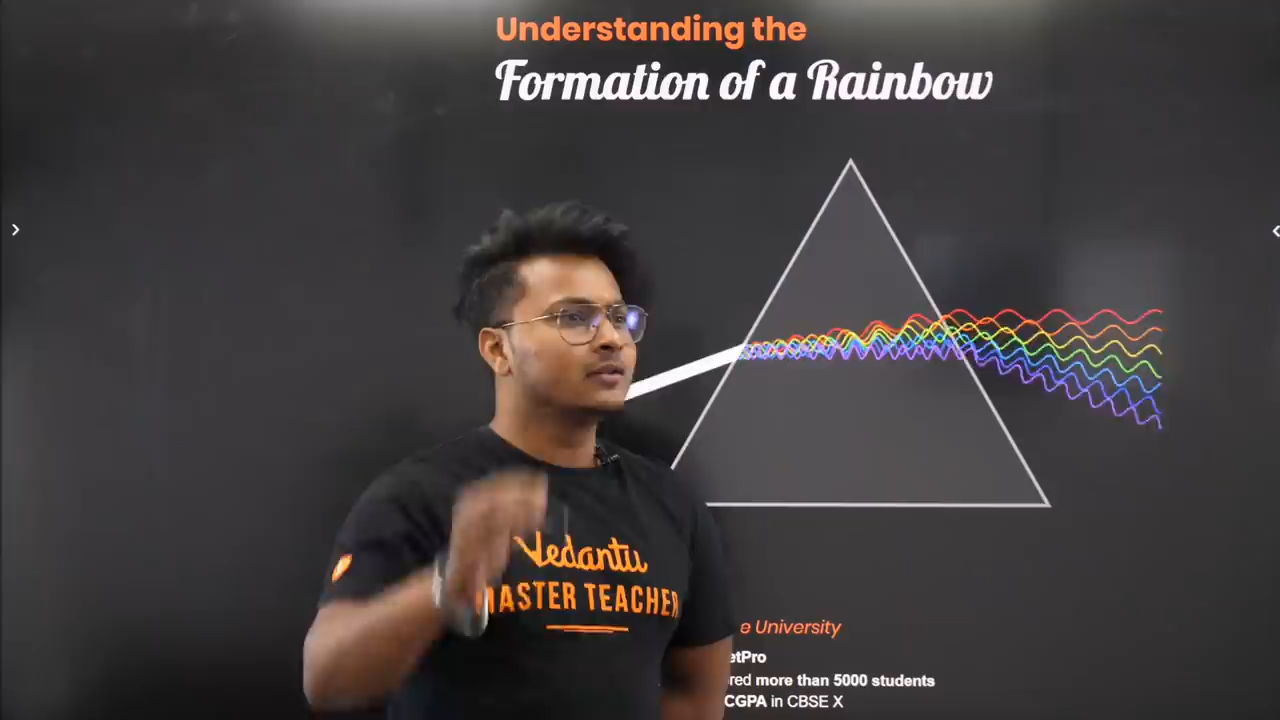 Understanding the
Formation of a Rainbow
Vedantu
MASTER TEACHER
e University
etPro
red more than 5000 students
CGPA in CBSE X